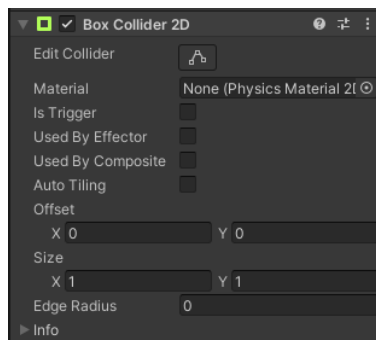 Box Collider 2D
Edit Collider
Material None (Physics Material 2D
Is Trigger
Used By Effector
Used By Composite
Auto Tiling
Offset
X 0 Y 0
Size
X 1 Y 1
Edge Radius 0
Info